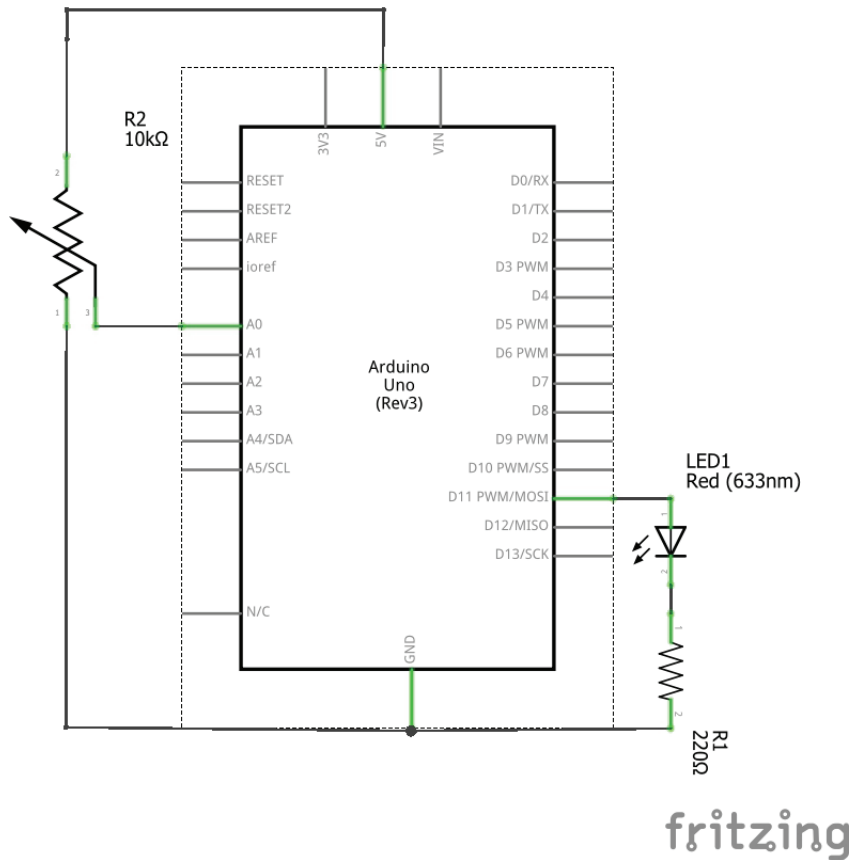 R2
10kΩ
3V3
5V
VIN
2
1
3
RESET
RESET2
AREF
ioref
A0
A1
A2
A3
A4/SDA
A5/SCL
N/C
Arduino
Uno
(Rev3)
D0/RX
D1/TX
D2
D3 PWM
D4
D5 PWM
D6 PWM
D7
D8
D9 PWM
D10 PWM/SS
D11 PWM/MOSI
D12/MISO
D13/SCK
GND
LED1
Red (633nm)
1
2
1
2
R1
220Ω
fritzing